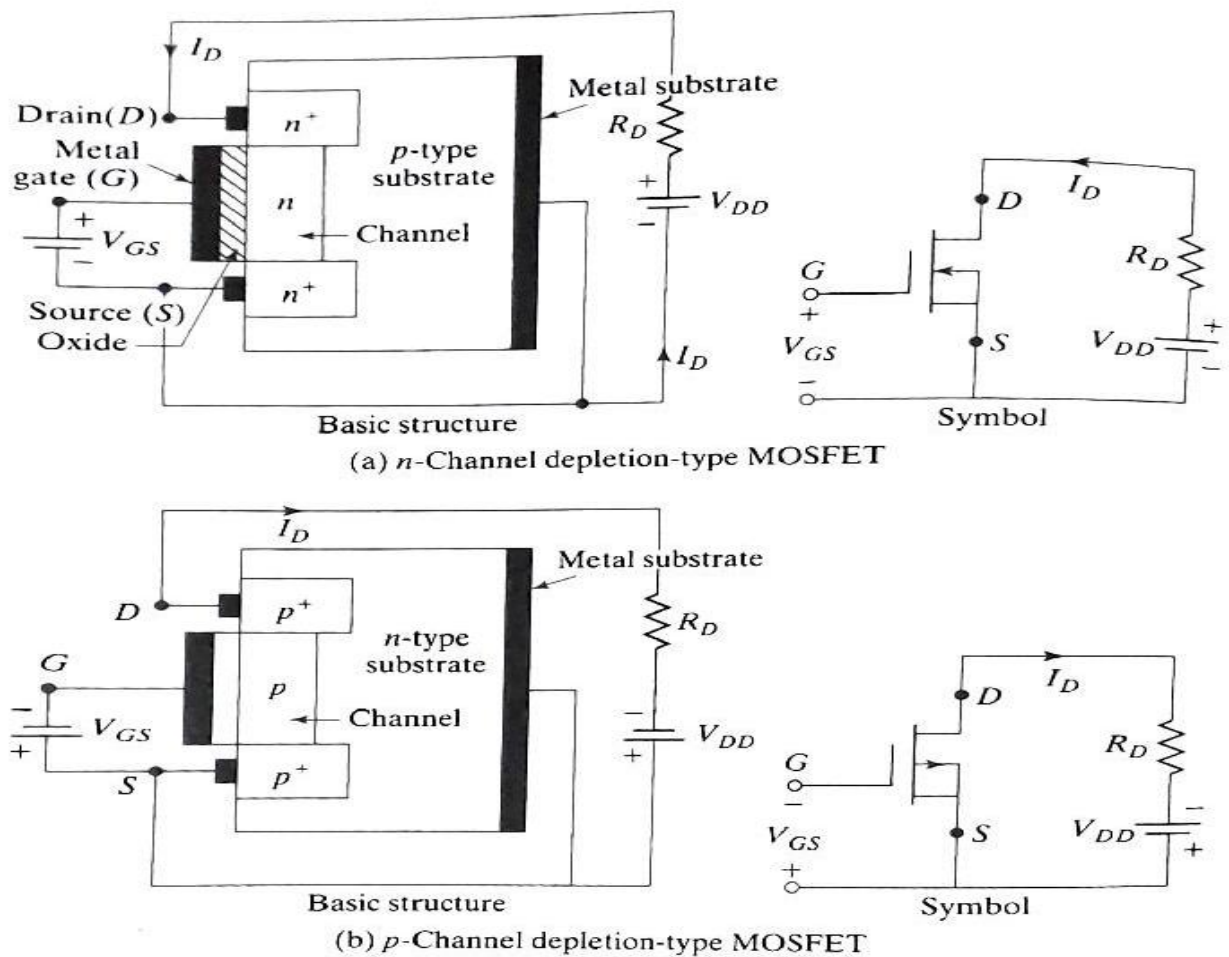 I_D
Metal substrate
Drain(D)
n+
R_D
Metal
gate (G)
p-type
substrate
+
V_DD
-
I_D
D
+
V_GS
-
n
Channel
R_D
G
+
V_GS
-
n+
Source (S)
Oxide
I_D
S
V_DD
+
-
Basic structure
Symbol
(a) n-Channel depletion-type MOSFET
I_D
Metal substrate
D
p+
R_D
n-type
substrate
G
-
V_GS
+
p
Channel
-
V_DD
+
I_D
D
S
p+
R_D
G
-
V_GS
+
S
V_DD
-
+
Basic structure
Symbol
(b) p-Channel depletion-type MOSFET